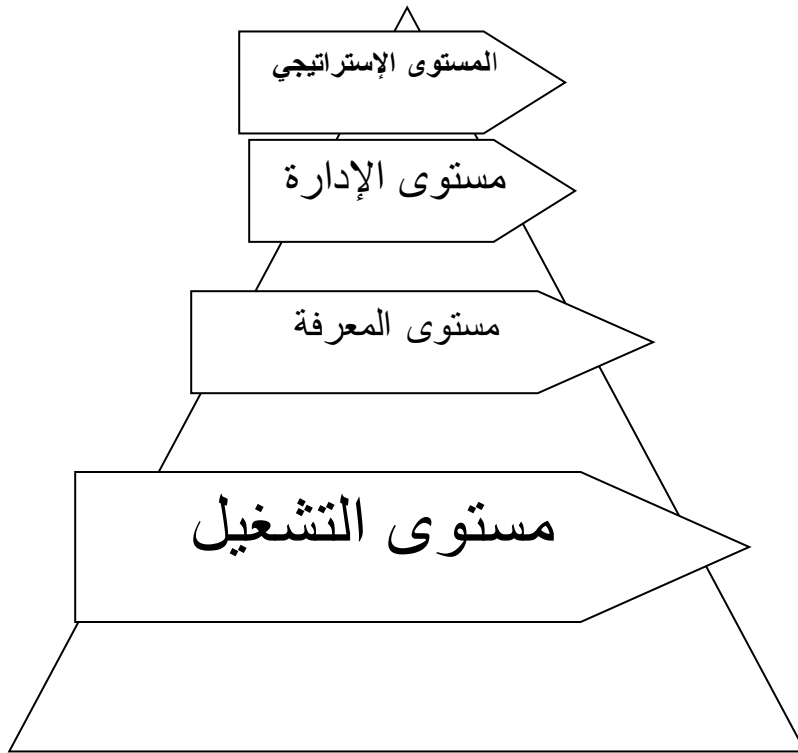 المستوى الإستراتيجي
مستوى الإدارة
مستوى المعرفة
مستوى التشغيل